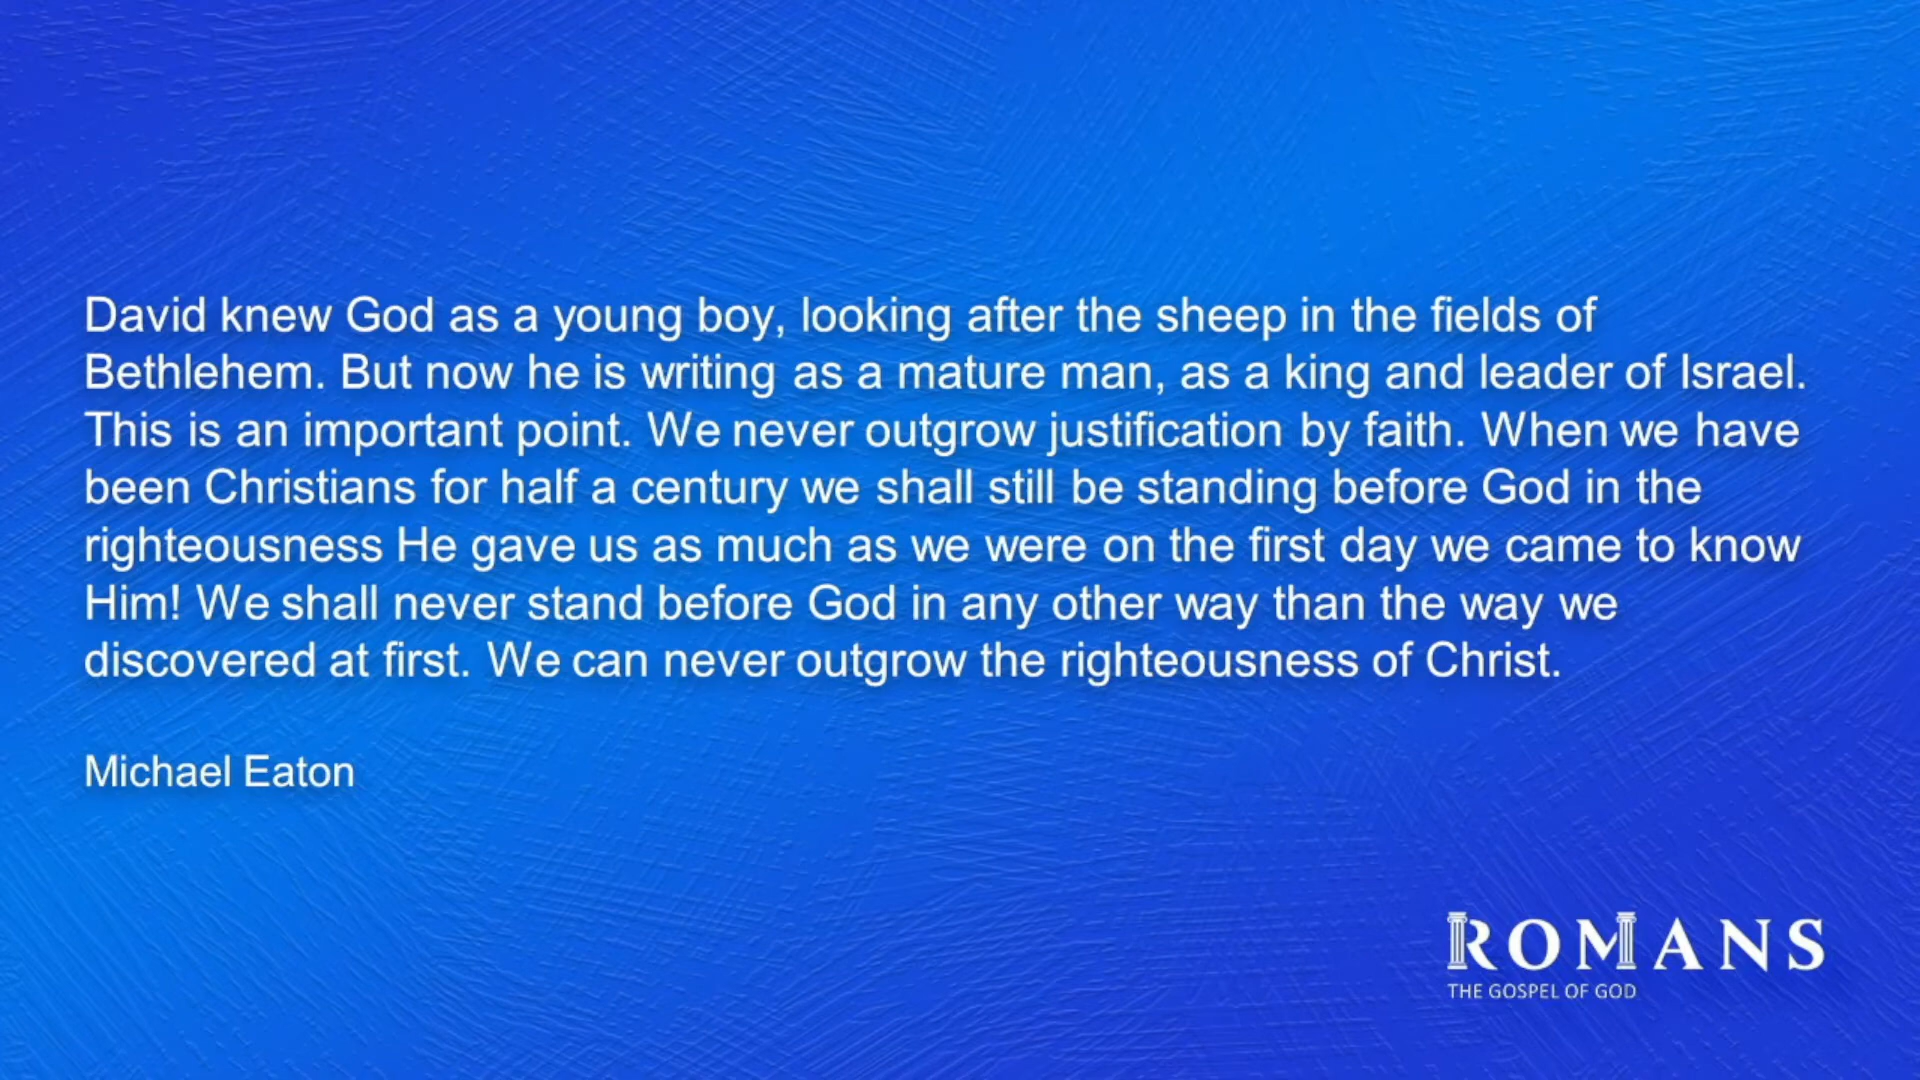 David knew God as a young boy, looking after the sheep in the fields of
Bethlehem. But now he is writing as a mature man, as a king and leader of Israel.
This is an important point. We never outgrow justification by faith. When we have
been Christians for half a century we shall still be standing before God in the
righteousness He gave us as much as we were on the first day we came to know
Him! We shall never stand before God in any other way than the way we
discovered at first. We can never outgrow the righteousness of Christ.
Michael Eaton
ROMANS
THE GOSPEL OF GOD